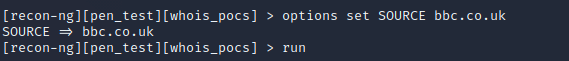 [recon-ng][pen_test][whois_pocs] > options set SOURCE bbc.co.uk
SOURCE => bbc.co.uk
[recon-ng][pen_test][whois_pocs] > run